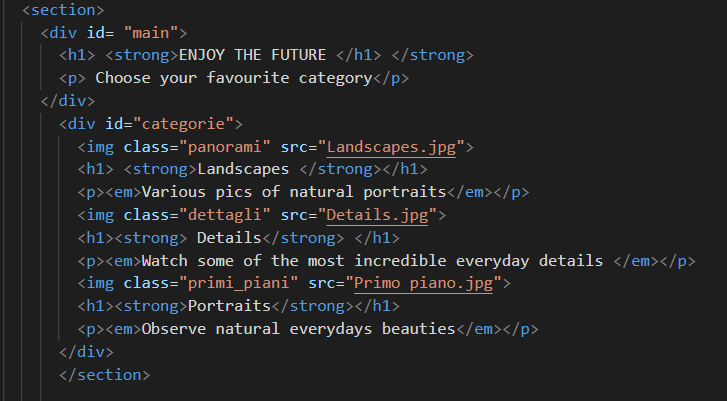 <section>
<div id= "main">
<h1> <strong>ENJOY THE FUTURE </h1> </strong>
<p> Choose your favourite category</p>
</div>
<div id="categorie">
<img class="panorami" src="Landscapes.jpg">
<h1> <strong>Landscapes </strong></h1>
<p><em>Various pics of natural portraits</em></p>
<img class="dettagli" src="Details.jpg">
<h1><strong> Details</strong> </h1>
<p><em>Watch some of the most incredible everyday details </em></p>
<img class="primi_piani" src="Primo piano.jpg">
<h1><strong>Portraits</strong></h1>
<p><em>Observe natural everydays beauties</em></p>
</div>
</section>